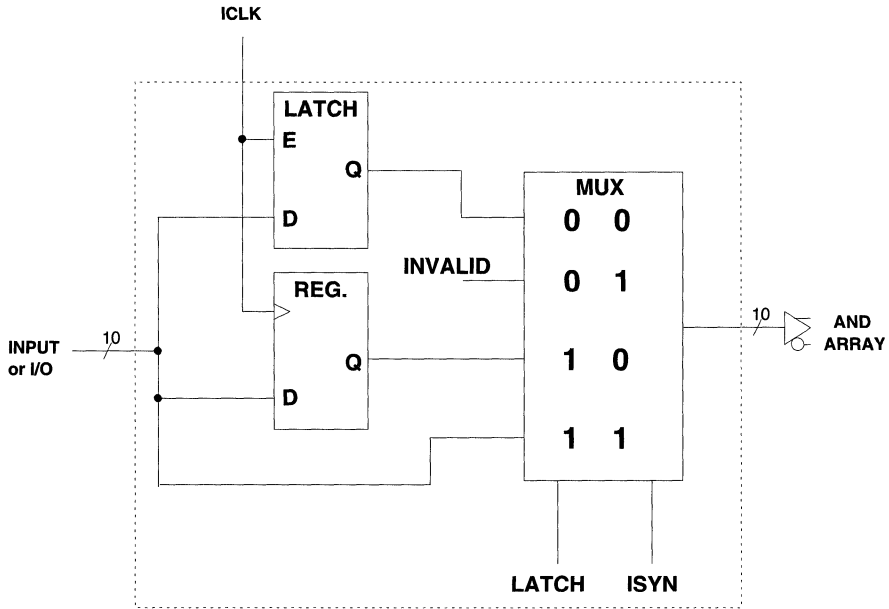 ICLK
LATCH
E
Q
D
MUX
0 0
INVALID
0 1
REG.
10
INPUT
or I/O
Q
1 0
D
1 1
10
AND
ARRAY
LATCH
ISYN